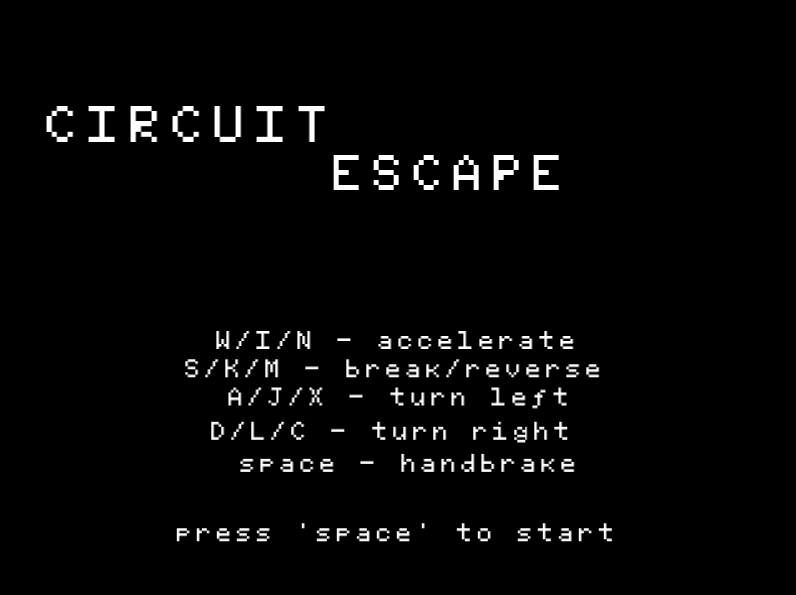 CIRCUIT
ESCAPE
W/I/N - accelerate
S/K/M - break/reverse
A/J/X - turn left
D/L/C - turn right
space - handbrake
press 'space' to start